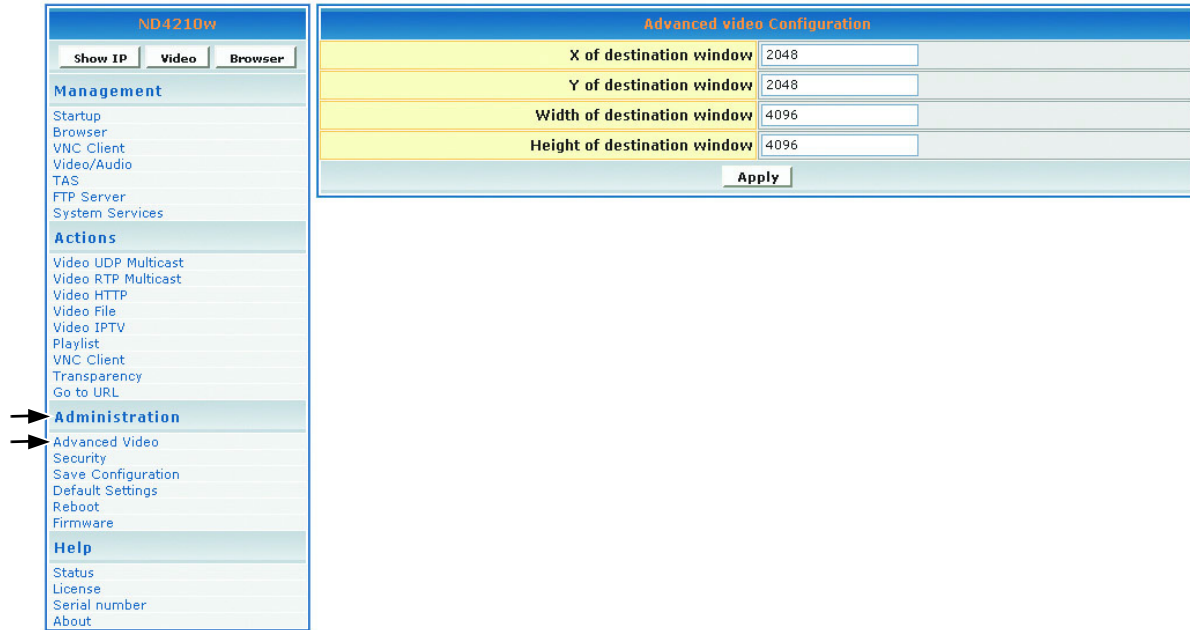 ND4210w
Show IP Video Browser
Management
Startup
Browser
VNC Client
Video/Audio
TAS
FTP Server
System Services
Actions
Video UDP Multicast
Video RTP Multicast
Video HTTP
Video File
Video IPTV
Playlist
VNC Client
Transparency
Go to URL
Administration
Advanced Video
Security
Save Configuration
Default Settings
Reboot
Firmware
Help
Status
License
Serial number
About
Advanced video Configuration
X of destination window 2048
Y of destination window 2048
Width of destination window 4096
Height of destination window 4096
Apply